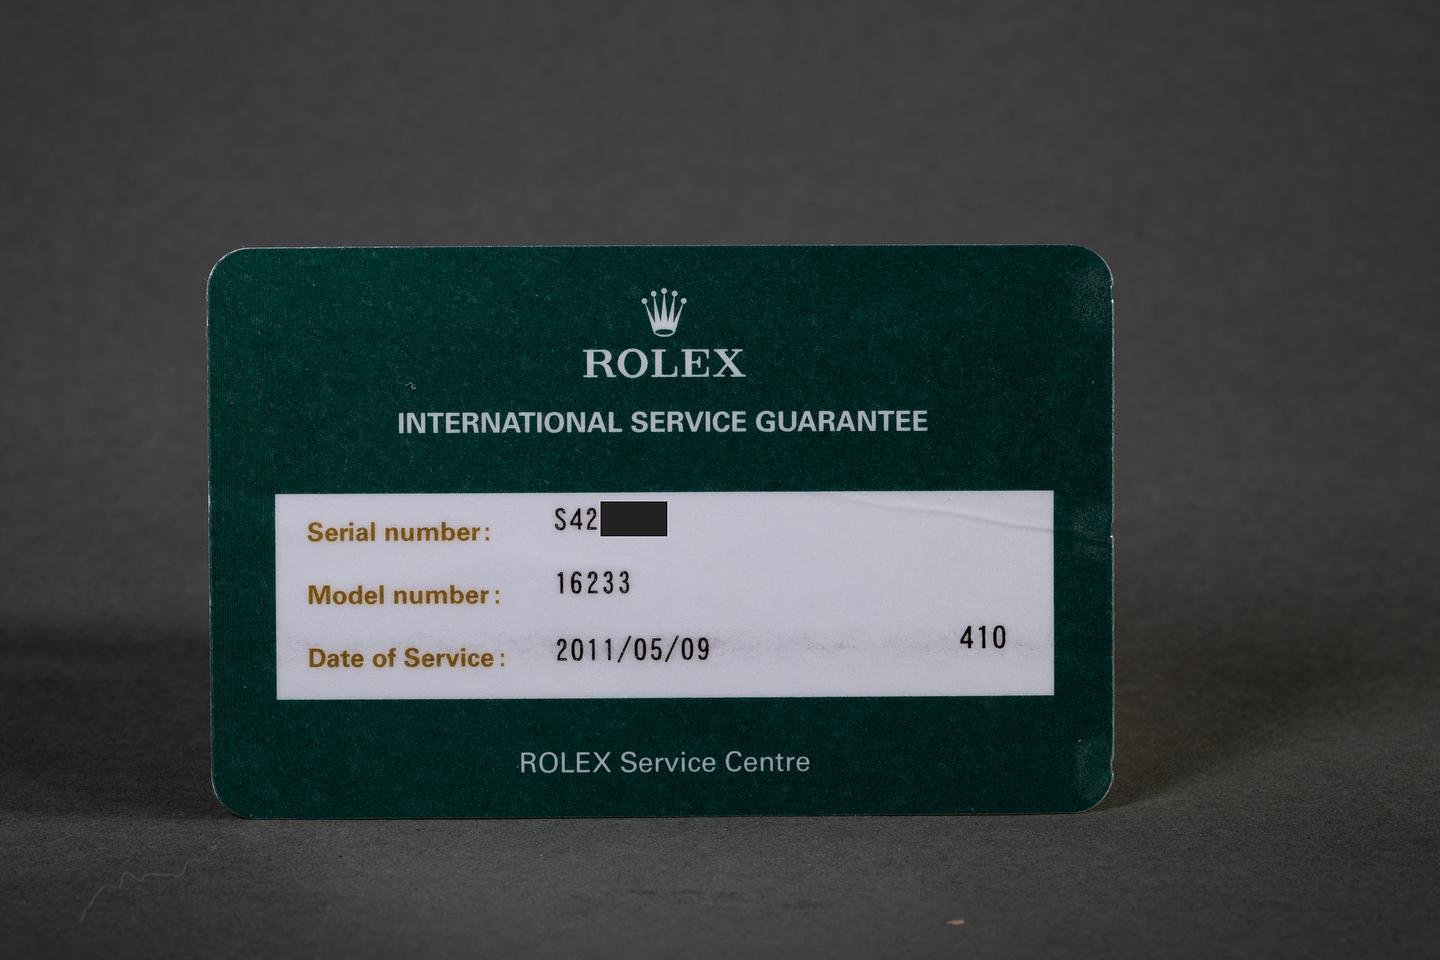 ROLEX
INTERNATIONAL SERVICE GUARANTEE
Serial number: S42
Model number: 16233
Date of Service: 2011/05/09 410
ROLEX Service Centre